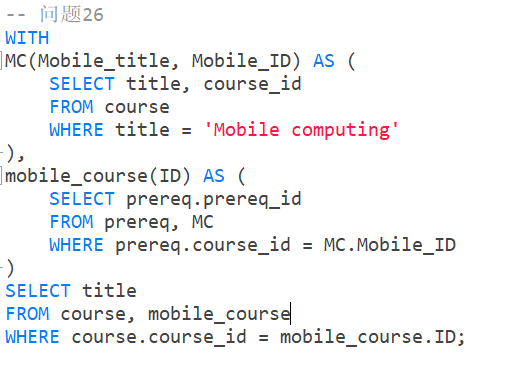 -- 问题26
WITH
MC(Mobile_title, Mobile_ID) AS (
    SELECT title, course_id
    FROM course
    WHERE title = 'Mobile computing'
),
mobile_course(ID) AS (
    SELECT prereq.prereq_id
    FROM prereq, MC
    WHERE prereq.course_id = MC.Mobile_ID
)
SELECT title
FROM course, mobile_course
WHERE course.course_id = mobile_course.ID;